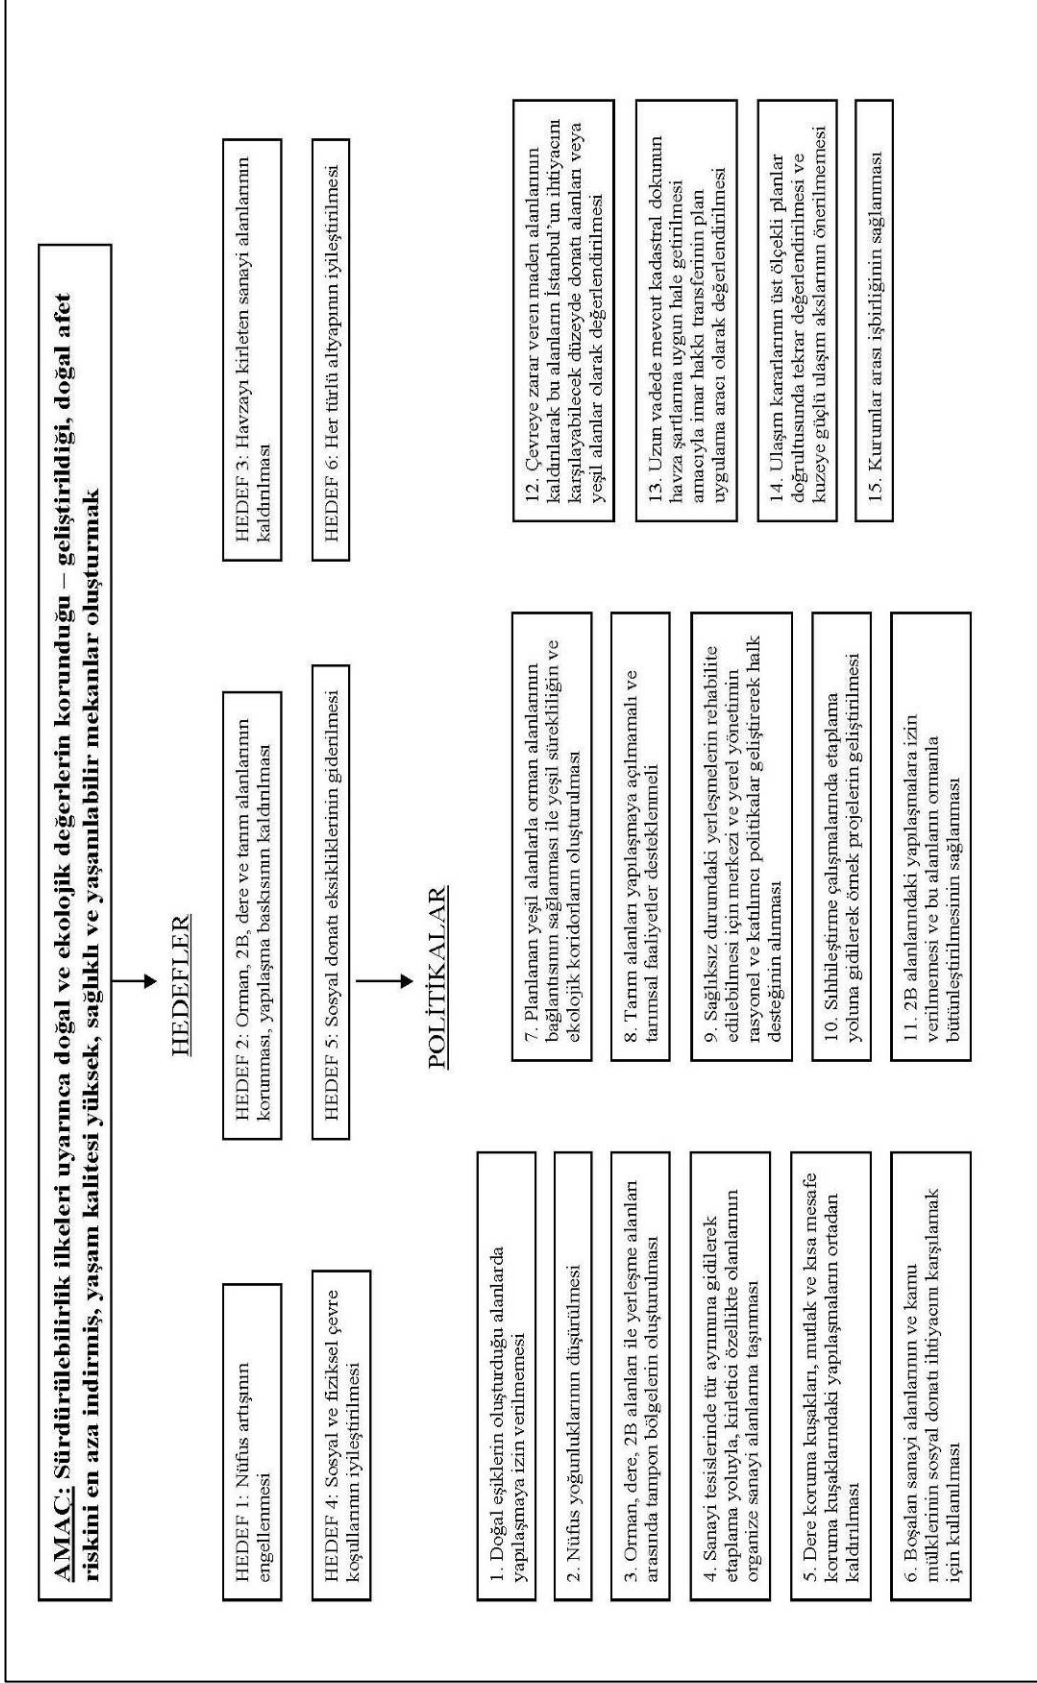 AMAÇ: Sürdürülebilirlik ilkeleri uyarınca doğal ve ekolojik değerlerin korunduğu – geliştirildiği, doğal afet
riskini en aza indirmiş, yaşam kalitesi yüksek, sağlıklı ve yaşanılabilir mekanlar oluşturmak
HEDEFLER
HEDEF 1: Nüfus artışının
engellenmesi
HEDEF 2: Orman, 2B, dere ve tarım alanlarının
korunması, yapılaşma baskısının kaldırılması
HEDEF 3: Havzayı kirleten sanayi alanlarının
kaldırılması
HEDEF 4: Sosyal ve fiziksel çevre
koşullarının iyileştirilmesi
HEDEF 5: Sosyal donatı eksikliklerinin giderilmesi
HEDEF 6: Her türlü altyapının iyileştirilmesi
POLİTİKALAR
1. Doğal eşiklerin oluşturduğu alanlarda
yapılaşmaya izin verilmemesi
2. Nüfus yoğunluklarının düşürülmesi
3. Orman, dere, 2B alanları ile yerleşme alanları
arasında tampon bölgelerin oluşturulması
4. Sanayi tesislerinde tür ayrımına gidilerek
etaplama yoluyla, kirletici özellikte olanlarının
organize sanayi alanlarına taşınması
5. Dere koruma kuşakları, mutlak ve kısa mesafe
koruma kuşaklarındaki yapılaşmaların ortadan
kaldırılması
6. Boşalan sanayi alanlarının ve kamu
mülklerinin sosyal donatı ihtiyacını karşılamak
için kullanılması
7. Planlanan yeşil alanlarla orman alanlarının
bağlantısının sağlanması ile yeşil sürekliliğin ve
ekolojik koridorların oluşturulması
8. Tarım alanları yapılaşmaya açılmamalı ve
tarımsal faaliyetler desteklenmeli
9. Sağlıksız durumdaki yerleşmelerin rehabilite
edilebilmesi için merkezi ve yerel yönetimin
rasyonel ve katılımcı politikalar geliştirerek halk
desteğinin alınması
10. Sıhhileştirme çalışmalarında etaplama
yoluna gidilerek örnek projelerin geliştirilmesi
11. 2B alanlarındaki yapılaşmalara izin
verilmemesi ve bu alanların ormanla
bütünleştirilmesinin sağlanması
12. Çevreye zarar veren maden alanlarının
kaldırılarak bu alanların İstanbul'un ihtiyacını
karşılayabilecek düzeyde donatı alanları veya
yeşil alanlar olarak değerlendirilmesi
13. Uzun vadede mevcut kadastral dokunun
havza şartlarına uygun hale getirilmesi
amacıyla imar hakkı transferinin plan
uygulama aracı olarak değerlendirilmesi
14. Ulaşım kararlarının üst ölçekli planlar
doğrultusunda tekrar değerlendirilmesi ve
kuzeye güçlü ulaşım akslarının önerilmemesi
15. Kurumlar arası işbirliğinin sağlanması